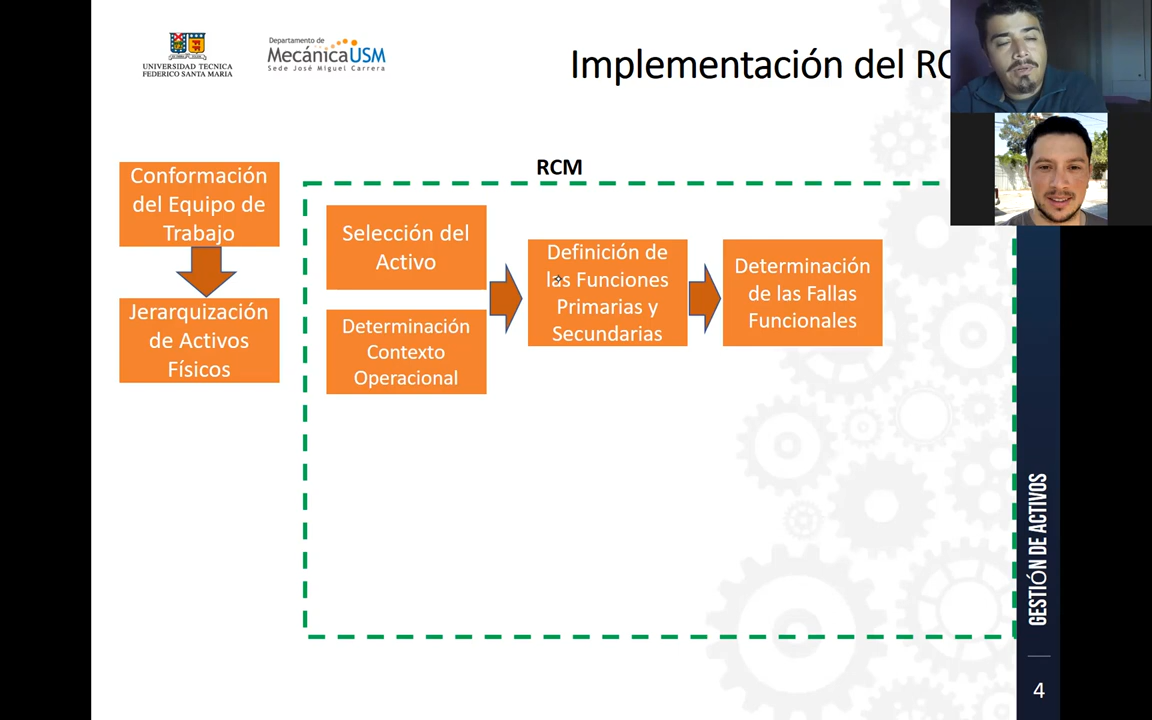 UNIVERSIDAD TECNICA
FEDERICO SANTA MARIA
Departamento de
MecánicaUSM
Sede José Miguel Carrera
Implementación del RC
RCM
Conformación
del Equipo de
Trabajo
Jerarquización
de Activos
Físicos
Selección del
Activo
Determinación
Contexto
Operacional
Definición de
las Funciones
Primarias y
Secundarias
Determinación
de las Fallas
Funcionales
GESTIÓN DE ACTIVOS
4